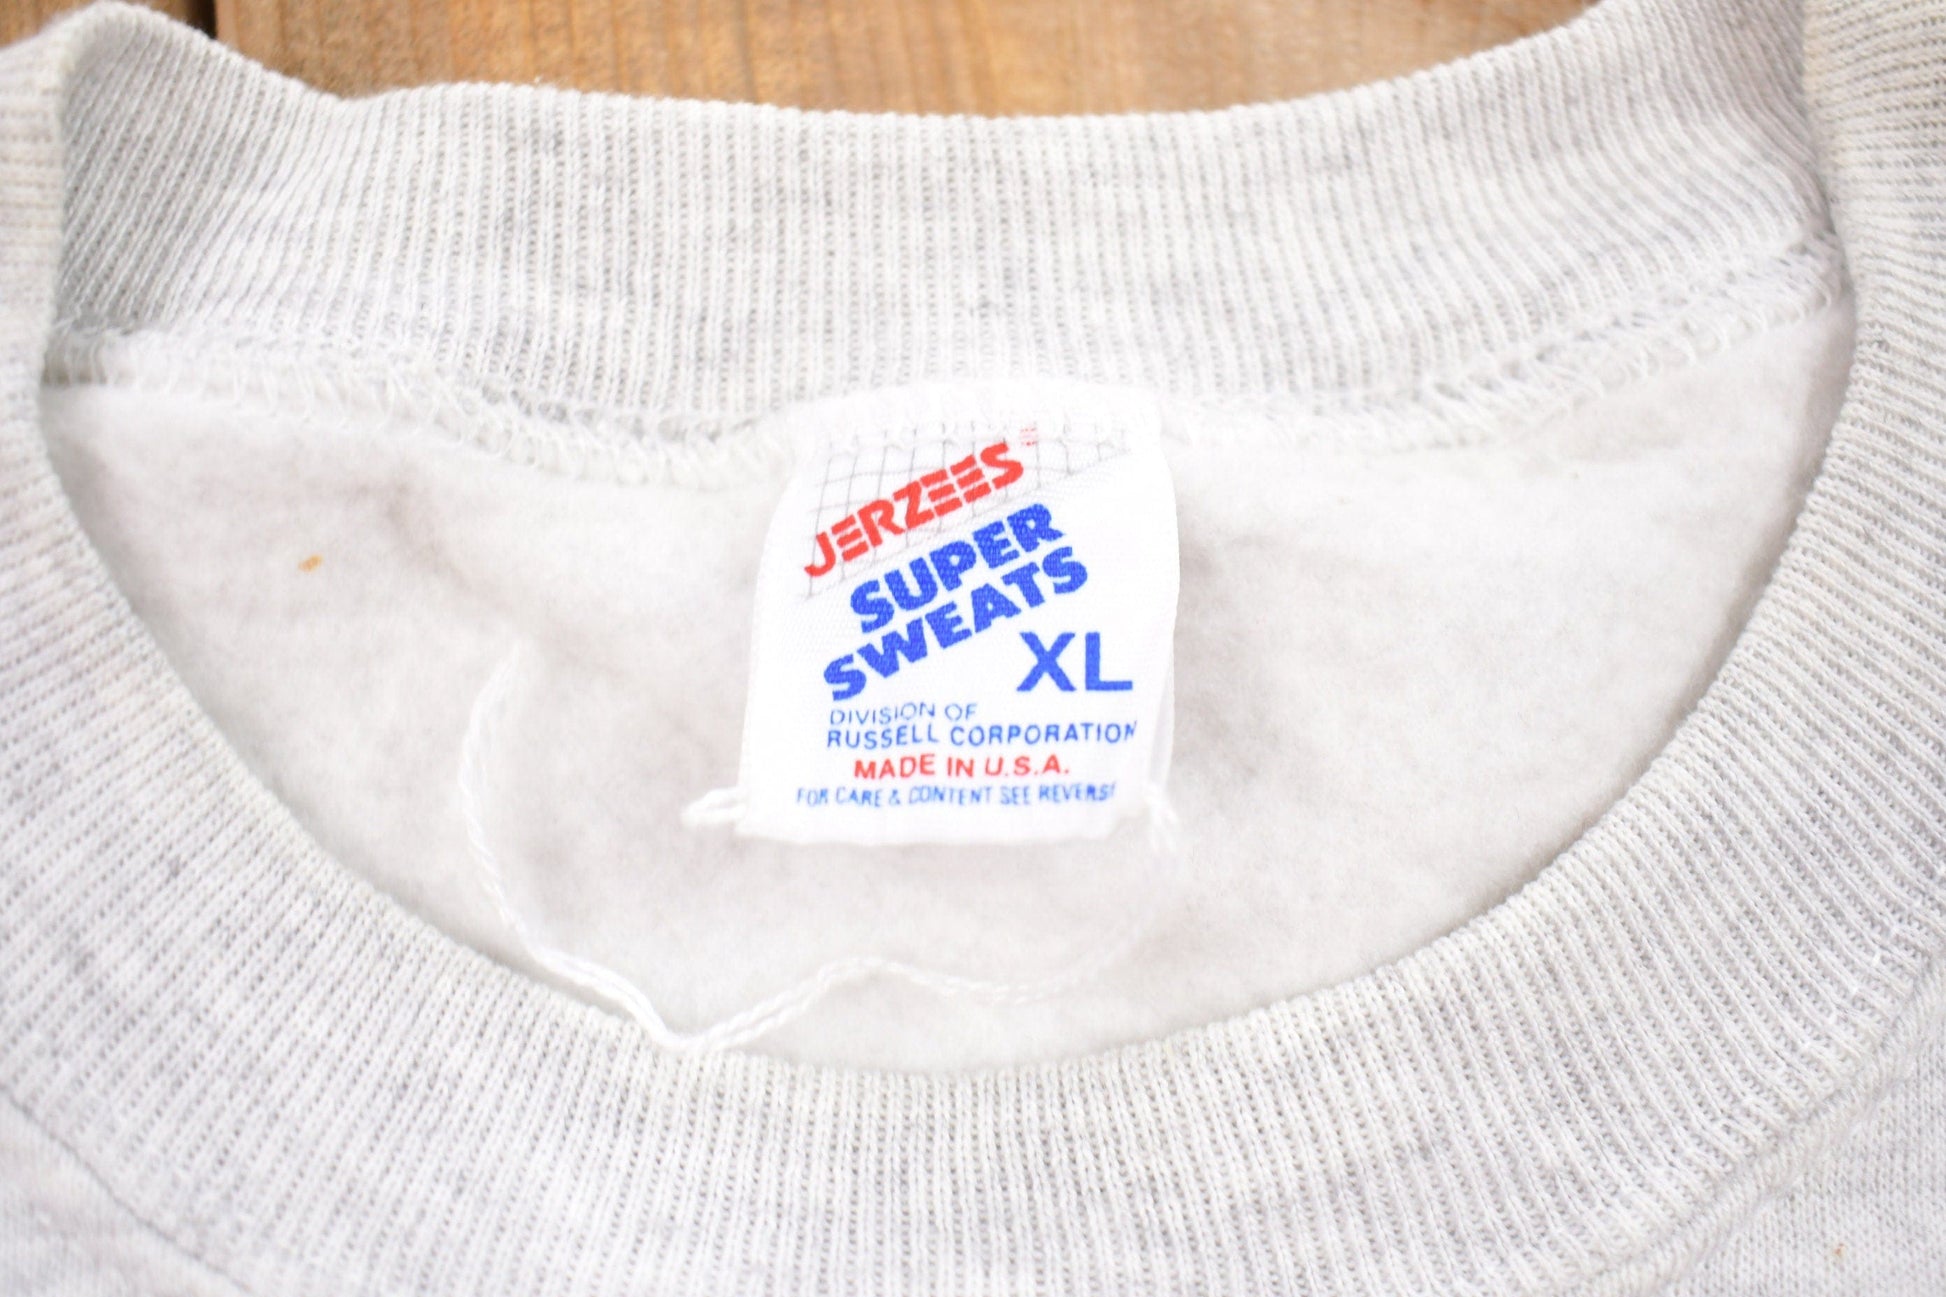 JERZEES
SUPER
SWEATS
XL
DIVISION OF
RUSSELL CORPORATION
MADE IN U.S.A.
FOR CARE & CONTENT SEE REVERSE